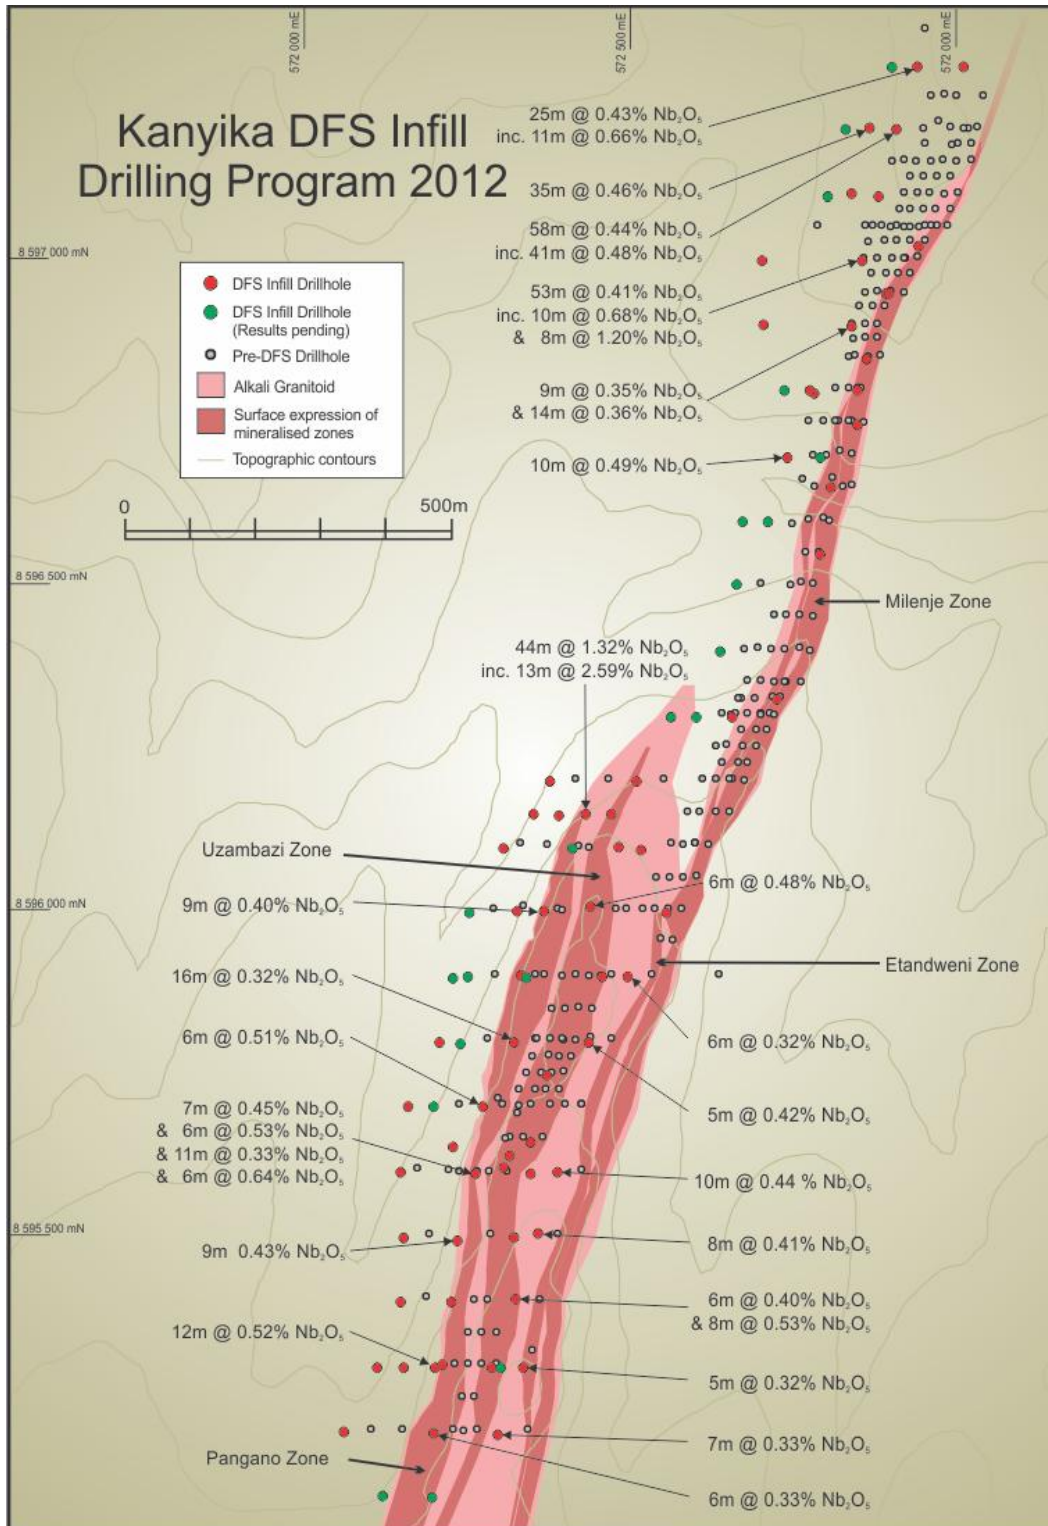 572 000 mE
572 500 mE
572 000 mE
Kanyika DFS Infill
Drilling Program 2012
25m @ 0.43% Nb₂O₅
inc. 11m @ 0.66% Nb₂O₅
35m @ 0.46% Nb₂O₅
58m @ 0.44% Nb₂O₅
inc. 41m @ 0.48% Nb₂O₅
8 597 000 mN
DFS Infill Drillhole
DFS Infill Drillhole
(Results pending)
Pre-DFS Drillhole
Alkali Granitoid
Surface expression of
mineralised zones
Topographic contours
53m @ 0.41% Nb₂O₅
inc. 10m @ 0.68% Nb₂O₅
& 8m @ 1.20% Nb₂O₅
9m @ 0.35% Nb₂O₅
& 14m @ 0.36% Nb₂O₅
10m @ 0.49% Nb₂O₅
0 500m
8 596 500 mN
Milenje Zone
44m @ 1.32% Nb₂O₅
inc. 13m @ 2.59% Nb₂O₅
Uzambazi Zone
6m @ 0.48% Nb₂O₅
9m @ 0.40% Nb₂O₅
8 596 000 mN
Etandweni Zone
16m @ 0.32% Nb₂O₅
6m @ 0.51% Nb₂O₅
6m @ 0.32% Nb₂O₅
7m @ 0.45% Nb₂O₅
& 6m @ 0.53% Nb₂O₅
& 11m @ 0.33% Nb₂O₅
& 6m @ 0.64% Nb₂O₅
5m @ 0.42% Nb₂O₅
10m @ 0.44 % Nb₂O₅
8 595 500 mN
9m 0.43% Nb₂O₅
8m @ 0.41% Nb₂O₅
6m @ 0.40% Nb₂O₅
& 8m @ 0.53% Nb₂O₅
12m @ 0.52% Nb₂O₅
5m @ 0.32% Nb₂O₅
7m @ 0.33% Nb₂O₅
Pangano Zone
6m @ 0.33% Nb₂O₅